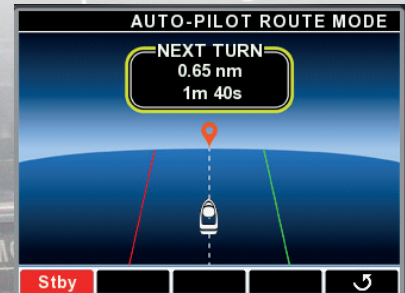 AUTO-PILOT ROUTE MODE
NEXT TURN
0.65 nm
1m 40s
Stby